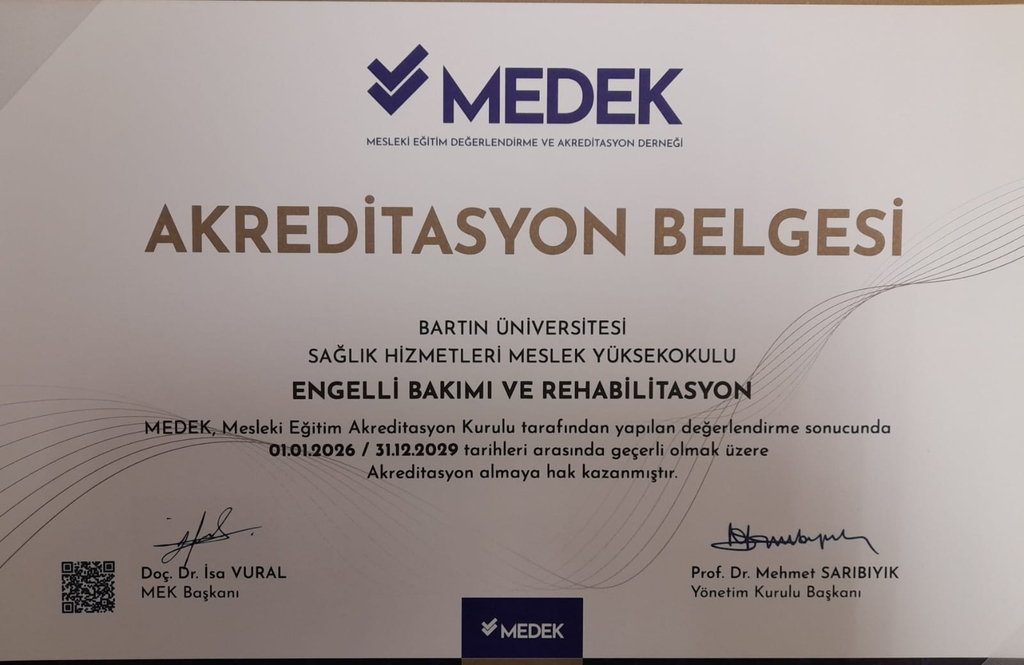 MEDEK
MESLEKİ EĞİTİM DEĞERLENDİRME VE AKREDİTASYON DERNEĞİ
AKREDİTASYON BELGESİ
BARTIN ÜNİVERSİTESİ
SAĞLIK HİZMETLERİ MESLEK YÜKSEKOKULU
ENGELLİ BAKIMI VE REHABİLİTASYON
MEDEK, Mesleki Eğitim Akreditasyon Kurulu tarafından yapılan değerlendirme sonucunda
01.01.2026 / 31.12.2029 tarihleri arasında geçerli olmak üzere
Akreditasyon almaya hak kazanmıştır.
Doç. Dr. İsa VURAL
MEK Başkanı
Prof. Dr. Mehmet SARIBIYIK
Yönetim Kurulu Başkanı
MEDEK